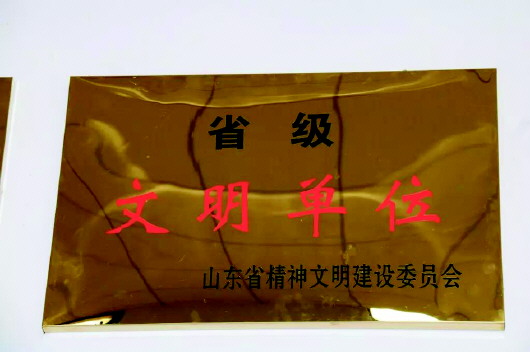 省级
文明单位
山东省精神文明建设委员会